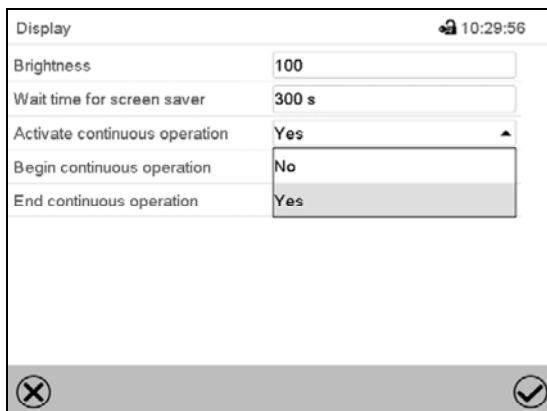 Display 10:29:56
Brightness 100
Wait time for screen saver 300 s
Activate continuous operation Yes
Begin continuous operation No
End continuous operation Yes